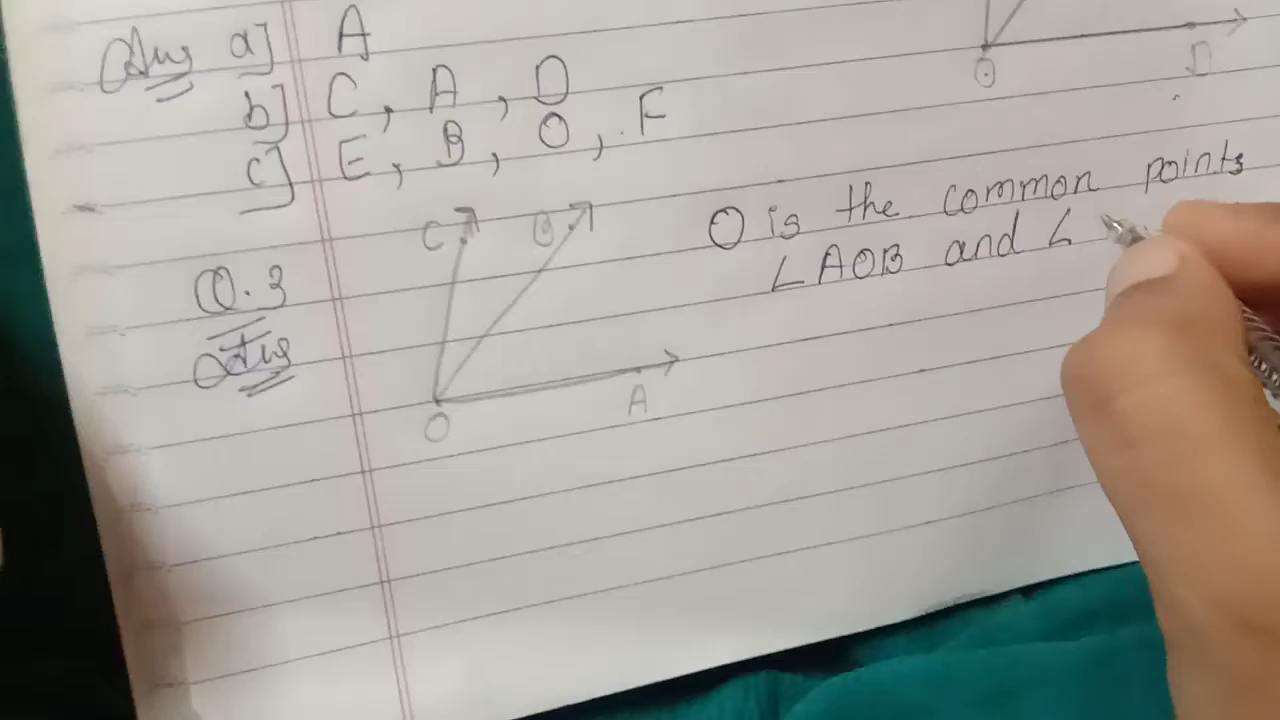 Ans a] A
b] C, A, D
c] E, B, O, F
O D
Q.3
Ans
C B
O A
O is the common points
∠AOB and ∠